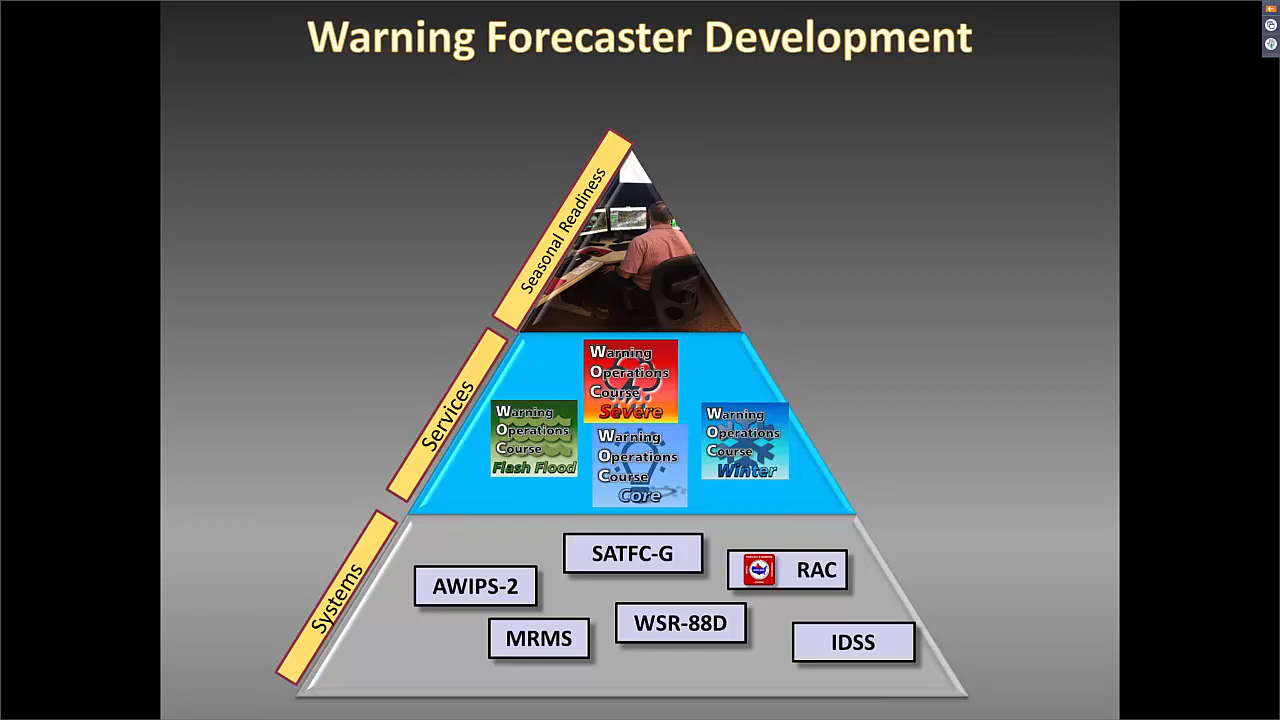 Warning Forecaster Development
Seasonal Readiness
Services
Warning
Operations
Course
Severe
Warning
Operations
Course
Flash Flood
Warning
Operations
Course
Core
Warning
Operations
Course
Winter
Systems
SATFC-G
RAC
AWIPS-2
WSR-88D
MRMS
IDSS